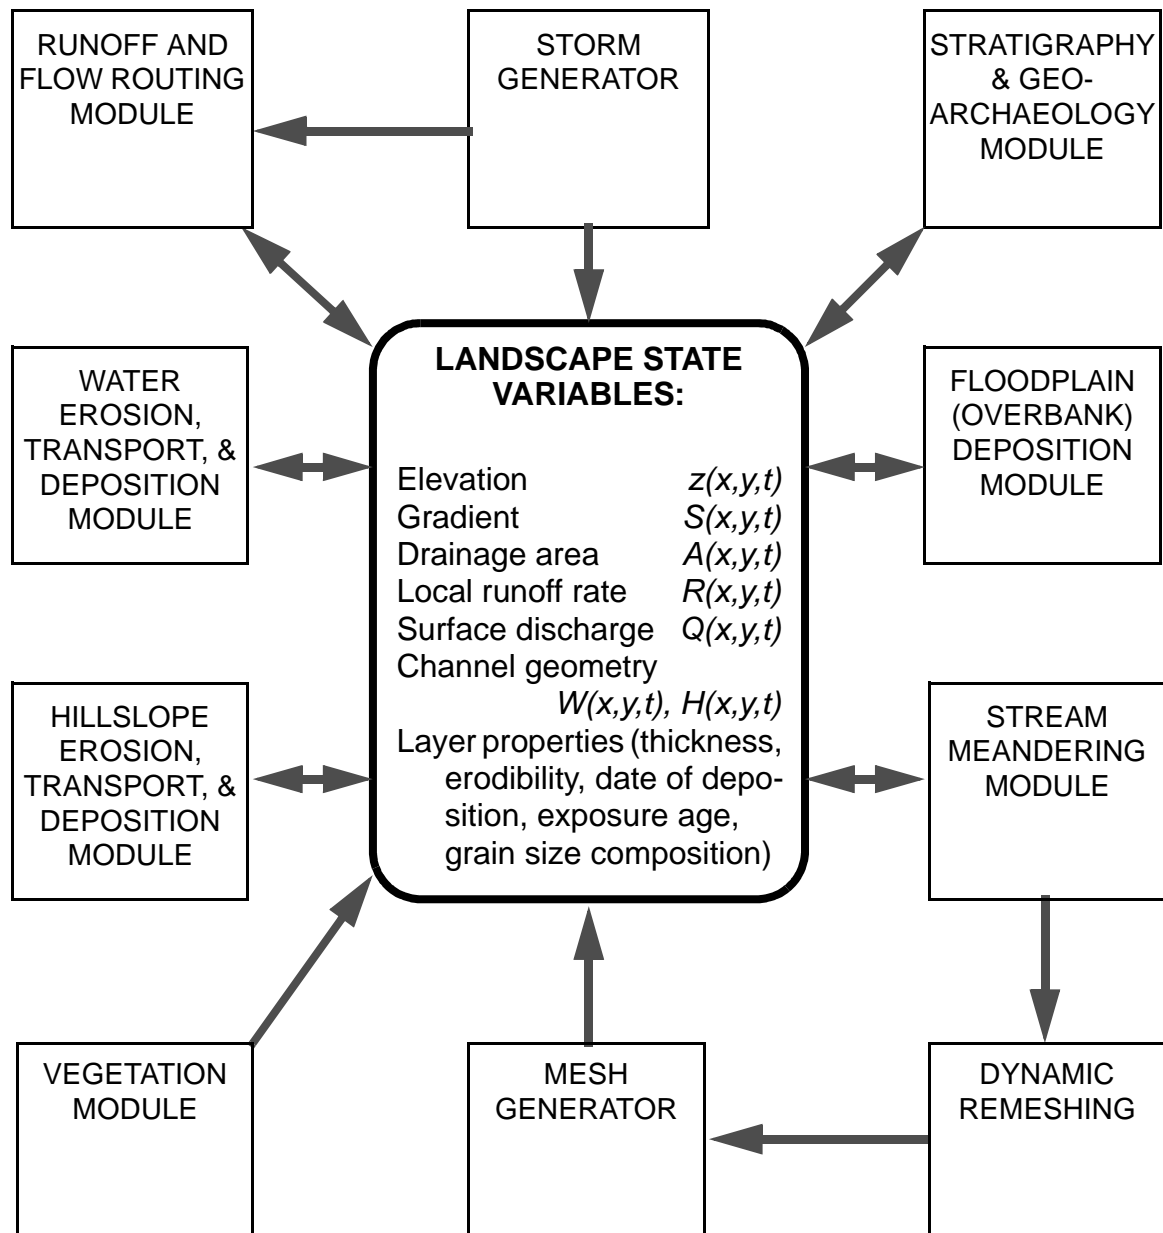 RUNOFF AND
FLOW ROUTING
MODULE
STORM
GENERATOR
STRATIGRAPHY
& GEO-
ARCHAEOLOGY
MODULE
WATER
EROSION,
TRANSPORT, &
DEPOSITION
MODULE
LANDSCAPE STATE
VARIABLES:
Elevation z(x,y,t)
Gradient S(x,y,t)
Drainage area A(x,y,t)
Local runoff rate R(x,y,t)
Surface discharge Q(x,y,t)
Channel geometry
W(x,y,t), H(x,y,t)
Layer properties (thickness,
erodibility, date of depo-
sition, exposure age,
grain size composition)
FLOODPLAIN
(OVERBANK)
DEPOSITION
MODULE
HILLSLOPE
EROSION,
TRANSPORT, &
DEPOSITION
MODULE
STREAM
MEANDERING
MODULE
VEGETATION
MODULE
MESH
GENERATOR
DYNAMIC
REMESHING